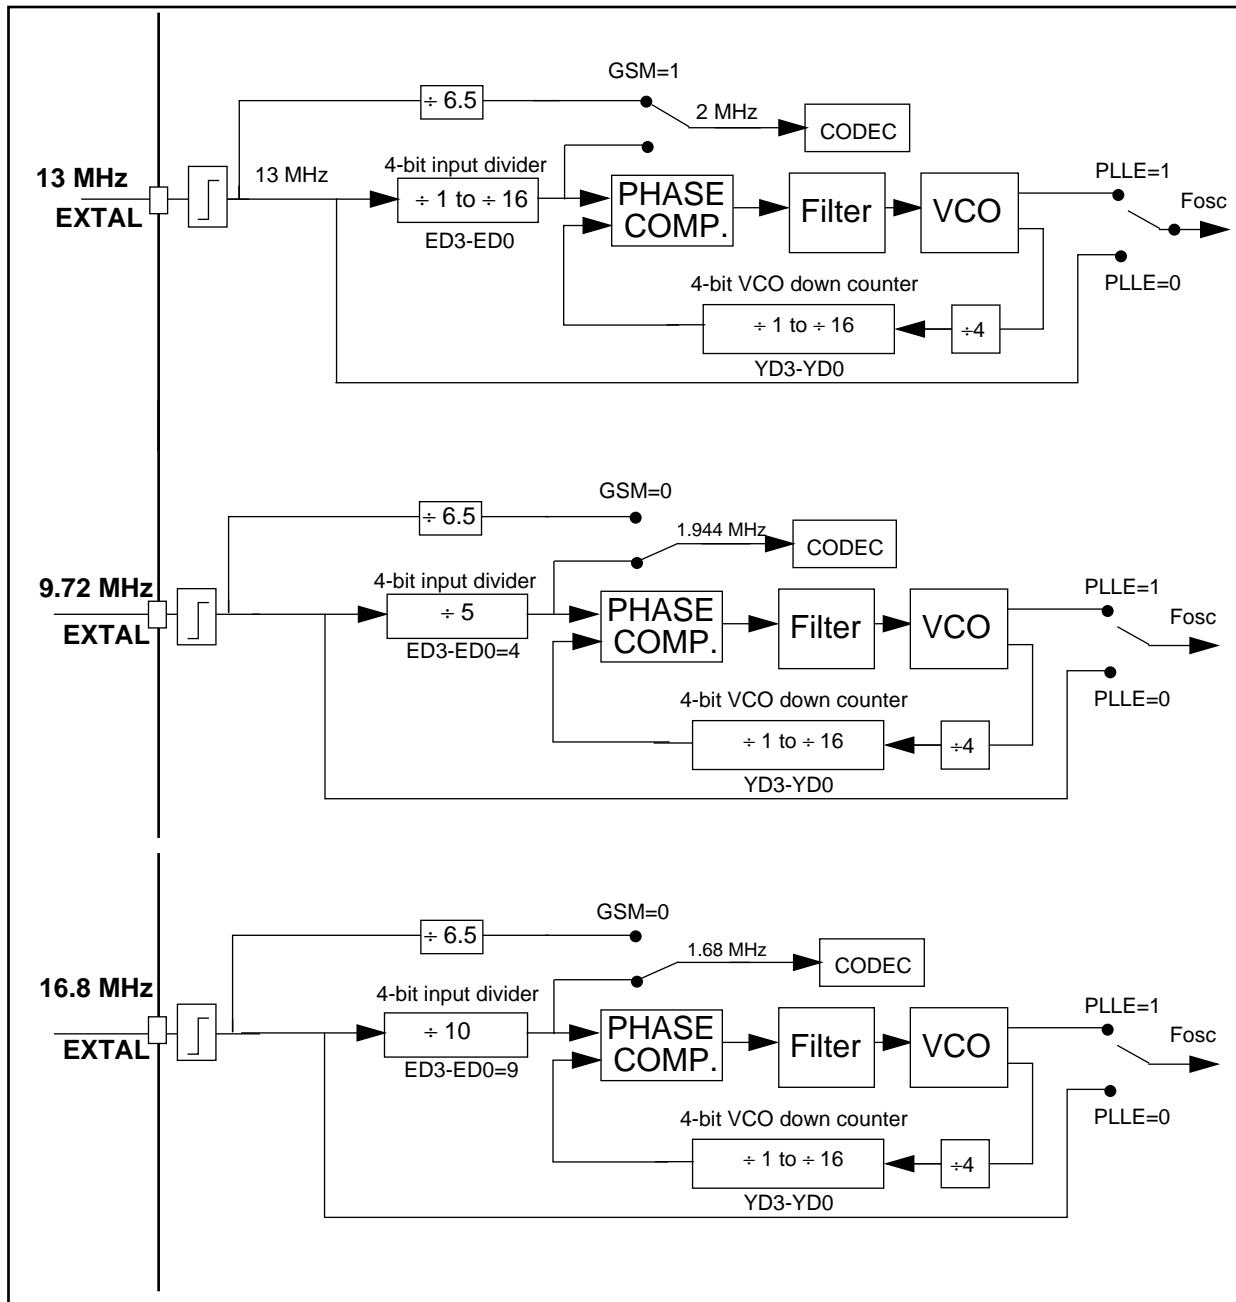 GSM=1
÷ 6.5
2 MHz
CODEC
13 MHz
EXTAL
13 MHz
4-bit input divider
÷ 1 to ÷ 16
ED3-ED0
PHASE
COMP.
Filter
VCO
PLLE=1
Fosc
PLLE=0
4-bit VCO down counter
÷ 1 to ÷ 16
÷4
YD3-YD0
GSM=0
÷ 6.5
1.944 MHz
CODEC
9.72 MHz
EXTAL
4-bit input divider
÷ 5
ED3-ED0=4
PHASE
COMP.
Filter
VCO
PLLE=1
Fosc
PLLE=0
4-bit VCO down counter
÷ 1 to ÷ 16
÷4
YD3-YD0
GSM=0
÷ 6.5
1.68 MHz
CODEC
16.8 MHz
EXTAL
4-bit input divider
÷ 10
ED3-ED0=9
PHASE
COMP.
Filter
VCO
PLLE=1
Fosc
PLLE=0
4-bit VCO down counter
÷ 1 to ÷ 16
÷4
YD3-YD0